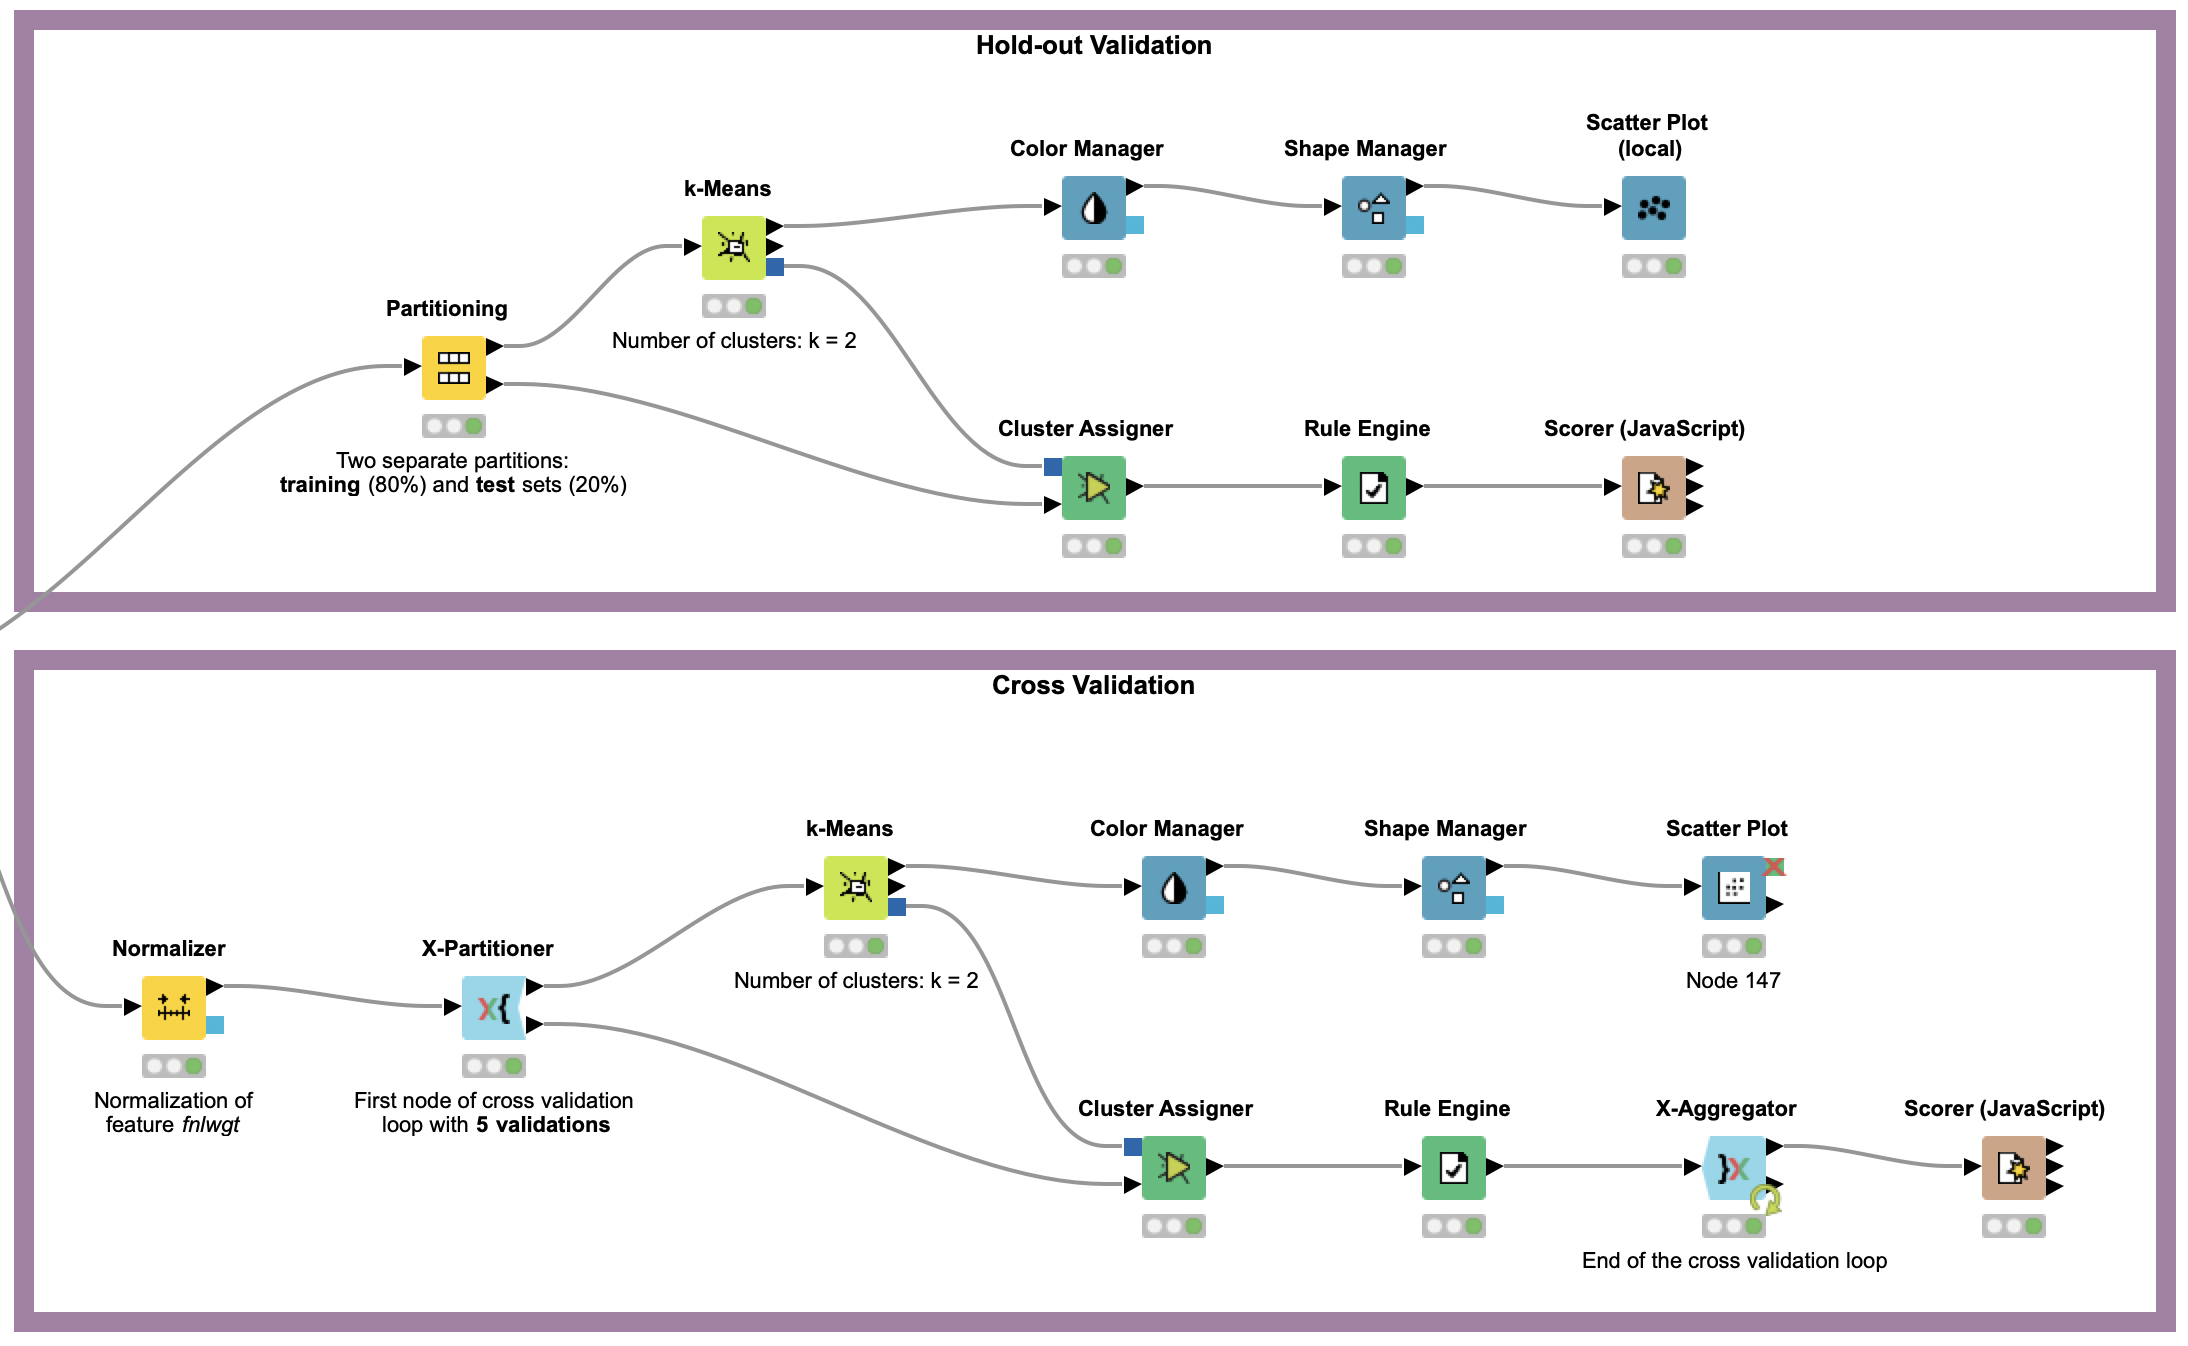 Hold-out Validation
Scatter Plot
(local)
Color Manager
Shape Manager
k-Means
Partitioning
Number of clusters: k = 2
Cluster Assigner
Rule Engine
Scorer (JavaScript)
Two separate partitions:
training (80%) and test sets (20%)
Cross Validation
k-Means
Color Manager
Shape Manager
Scatter Plot
Normalizer
X-Partitioner
X{
Number of clusters: k = 2
Node 147
Normalization of
feature fnlwgt
First node of cross validation
loop with 5 validations
Cluster Assigner
Rule Engine
X-Aggregator
Scorer (JavaScript)
}X
End of the cross validation loop